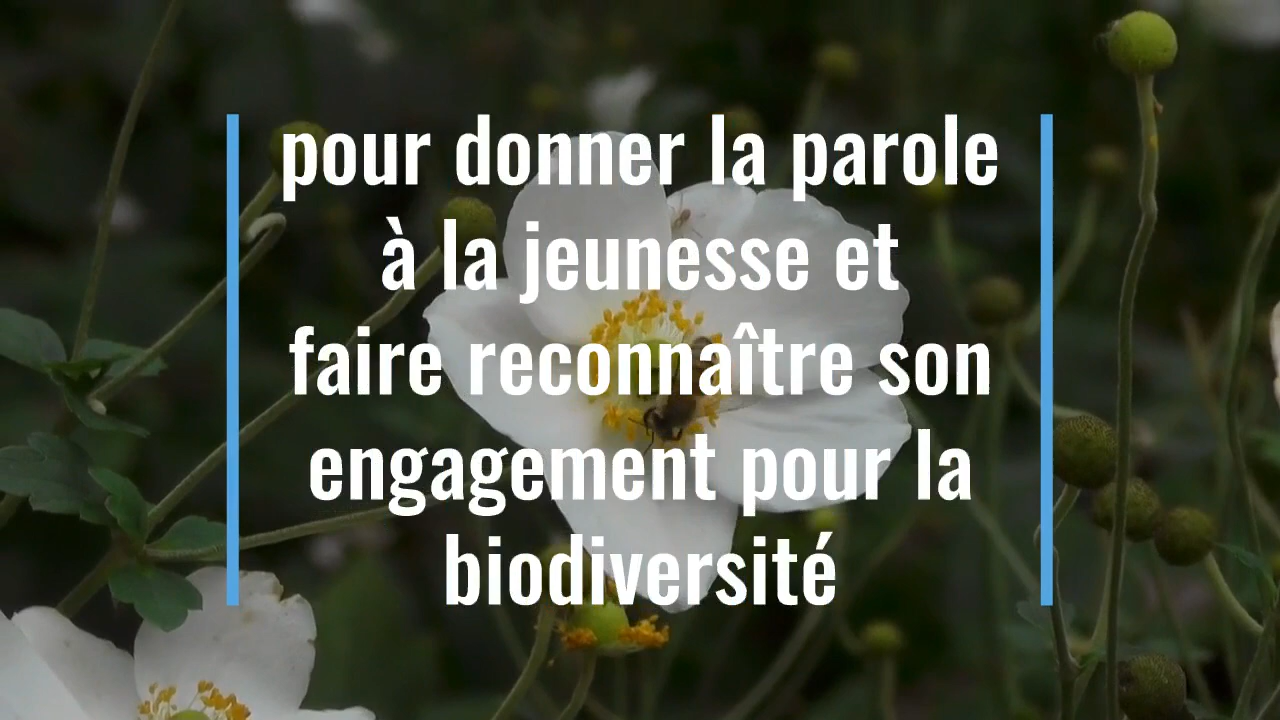 pour donner la parole
à la jeunesse et
faire reconnaître son
engagement pour la
biodiversité